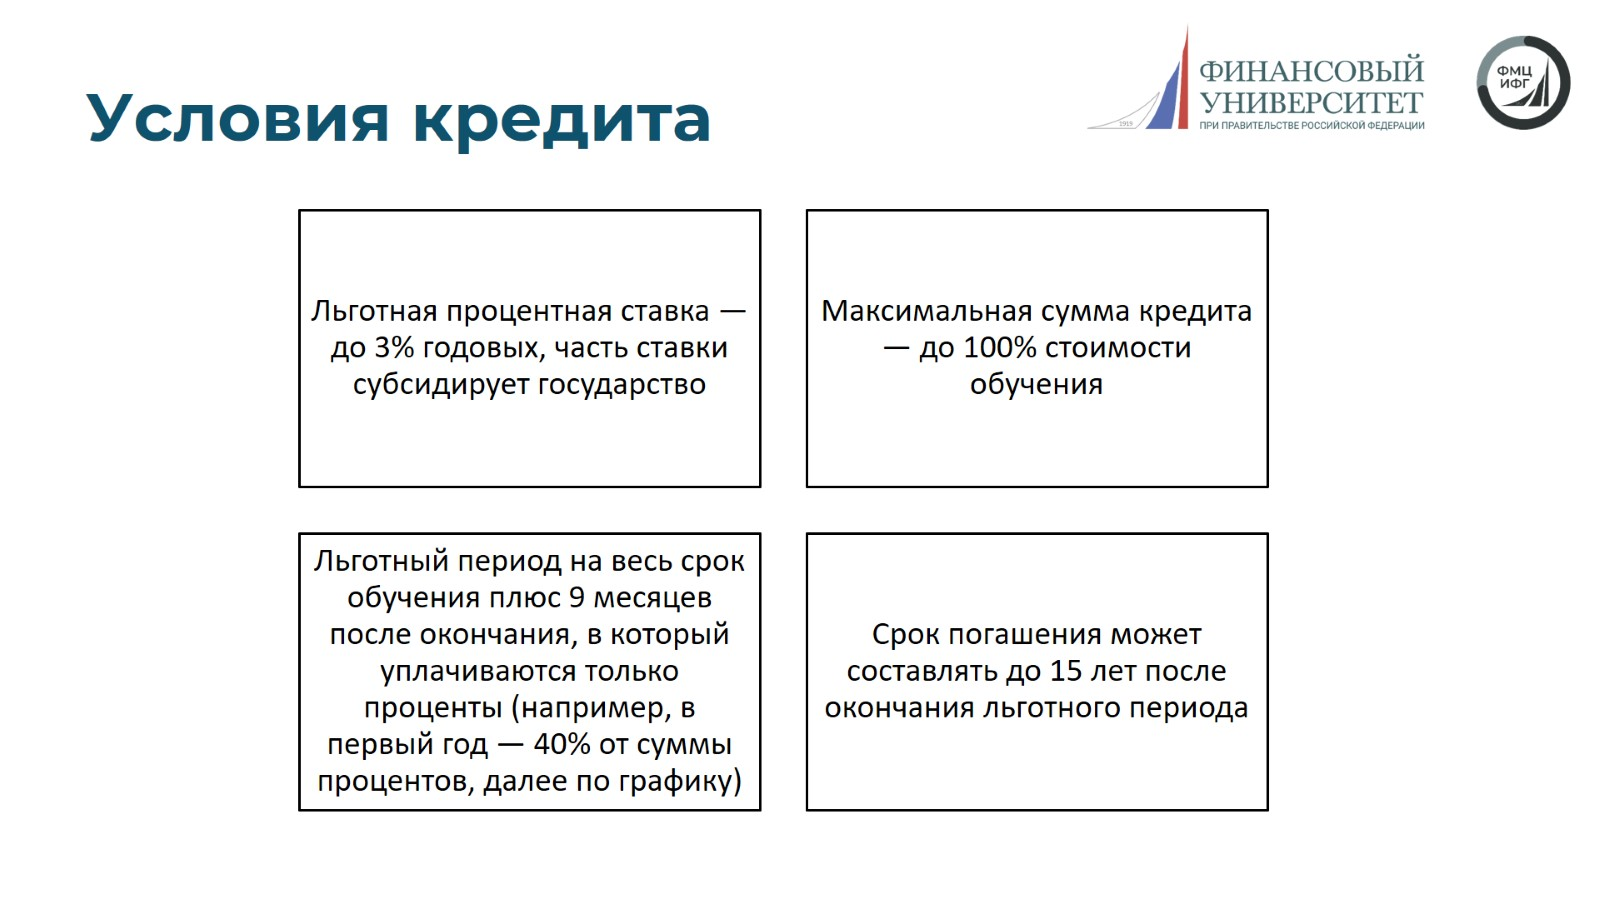 Условия кредита
ФИНАНСОВЫЙ
УНИВЕРСИТЕТ
ПРИ ПРАВИТЕЛЬСТВЕ РОССИЙСКОЙ ФЕДЕРАЦИИ
1919
ФМЦ
ИФГ
Льготная процентная ставка —
до 3% годовых, часть ставки
субсидирует государство
Максимальная сумма кредита
— до 100% стоимости
обучения
Льготный период на весь срок
обучения плюс 9 месяцев
после окончания, в который
уплачиваются только
проценты (например, в
первый год — 40% от суммы
процентов, далее по графику)
Срок погашения может
составлять до 15 лет после
окончания льготного периода